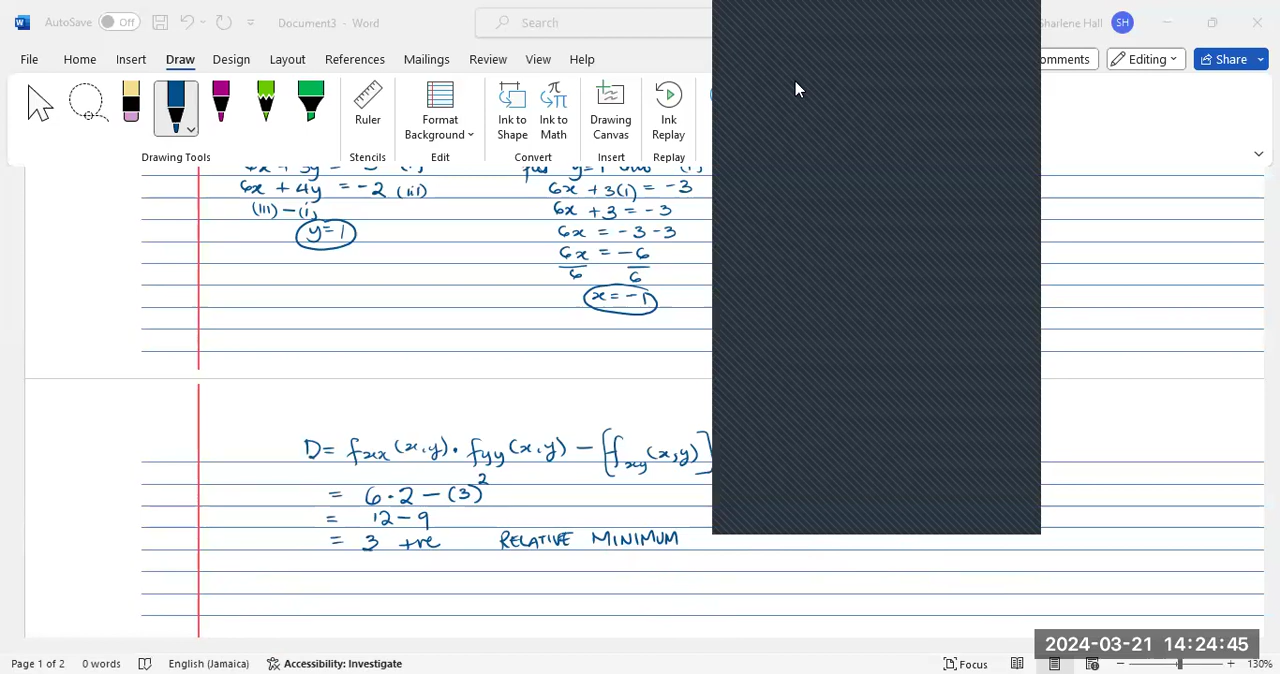 AutoSave Off Document3 - Word Search Sharlene Hall SH
File Home Insert Draw Design Layout References Mailings Review View Help omments Editing Share
Ruler Format Background Ink to Shape Ink to Math Drawing Canvas Ink Replay
Drawing Tools Stencils Edit Convert Insert Replay
6x + 4y = -2 (iii)
(iii) - (i)
y = 1
6x + 3(1) = -3
6x + 3 = -3
6x = -3 -3
6x = -6
6 6
x = -1
D = fxx(x,y) · fyy(x,y) - [fxy(x,y)]
= 6·2 - (3)²
= 12 - 9
= 3 +ve RELATIVE MINIMUM
2024-03-21 14:24:45
Page 1 of 2 0 words English (Jamaica) Accessibility: Investigate Focus 130%